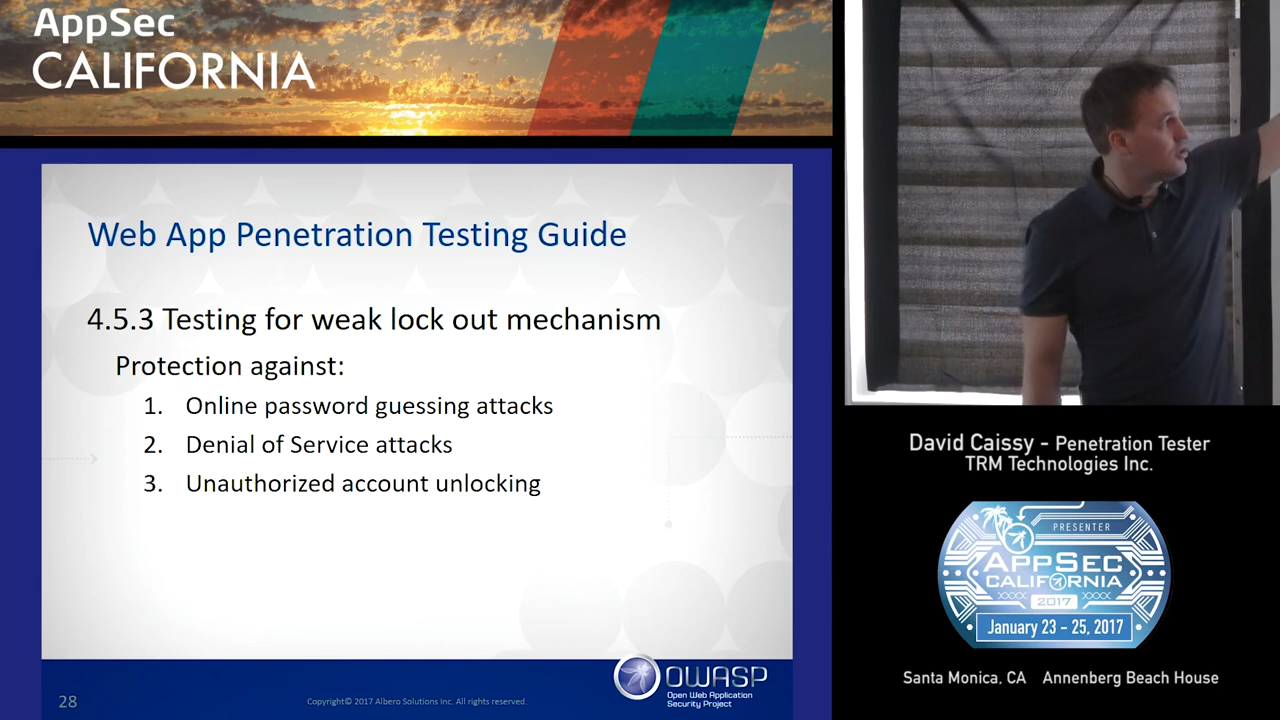 AppSec
CALIFORNIA
Web App Penetration Testing Guide
4.5.3 Testing for weak lock out mechanism
Protection against:
1. Online password guessing attacks
2. Denial of Service attacks
3. Unauthorized account unlocking
28
Copyright© 2017 Albero Solutions Inc. All rights reserved.
OWASP
Open Web Application
Security Project
David Caissy - Penetration Tester
TRM Technologies Inc.
PRESENTER
APPSEC
CALIFORNIA
2017
January 23 - 25, 2017
Santa Monica, CA Annenberg Beach House